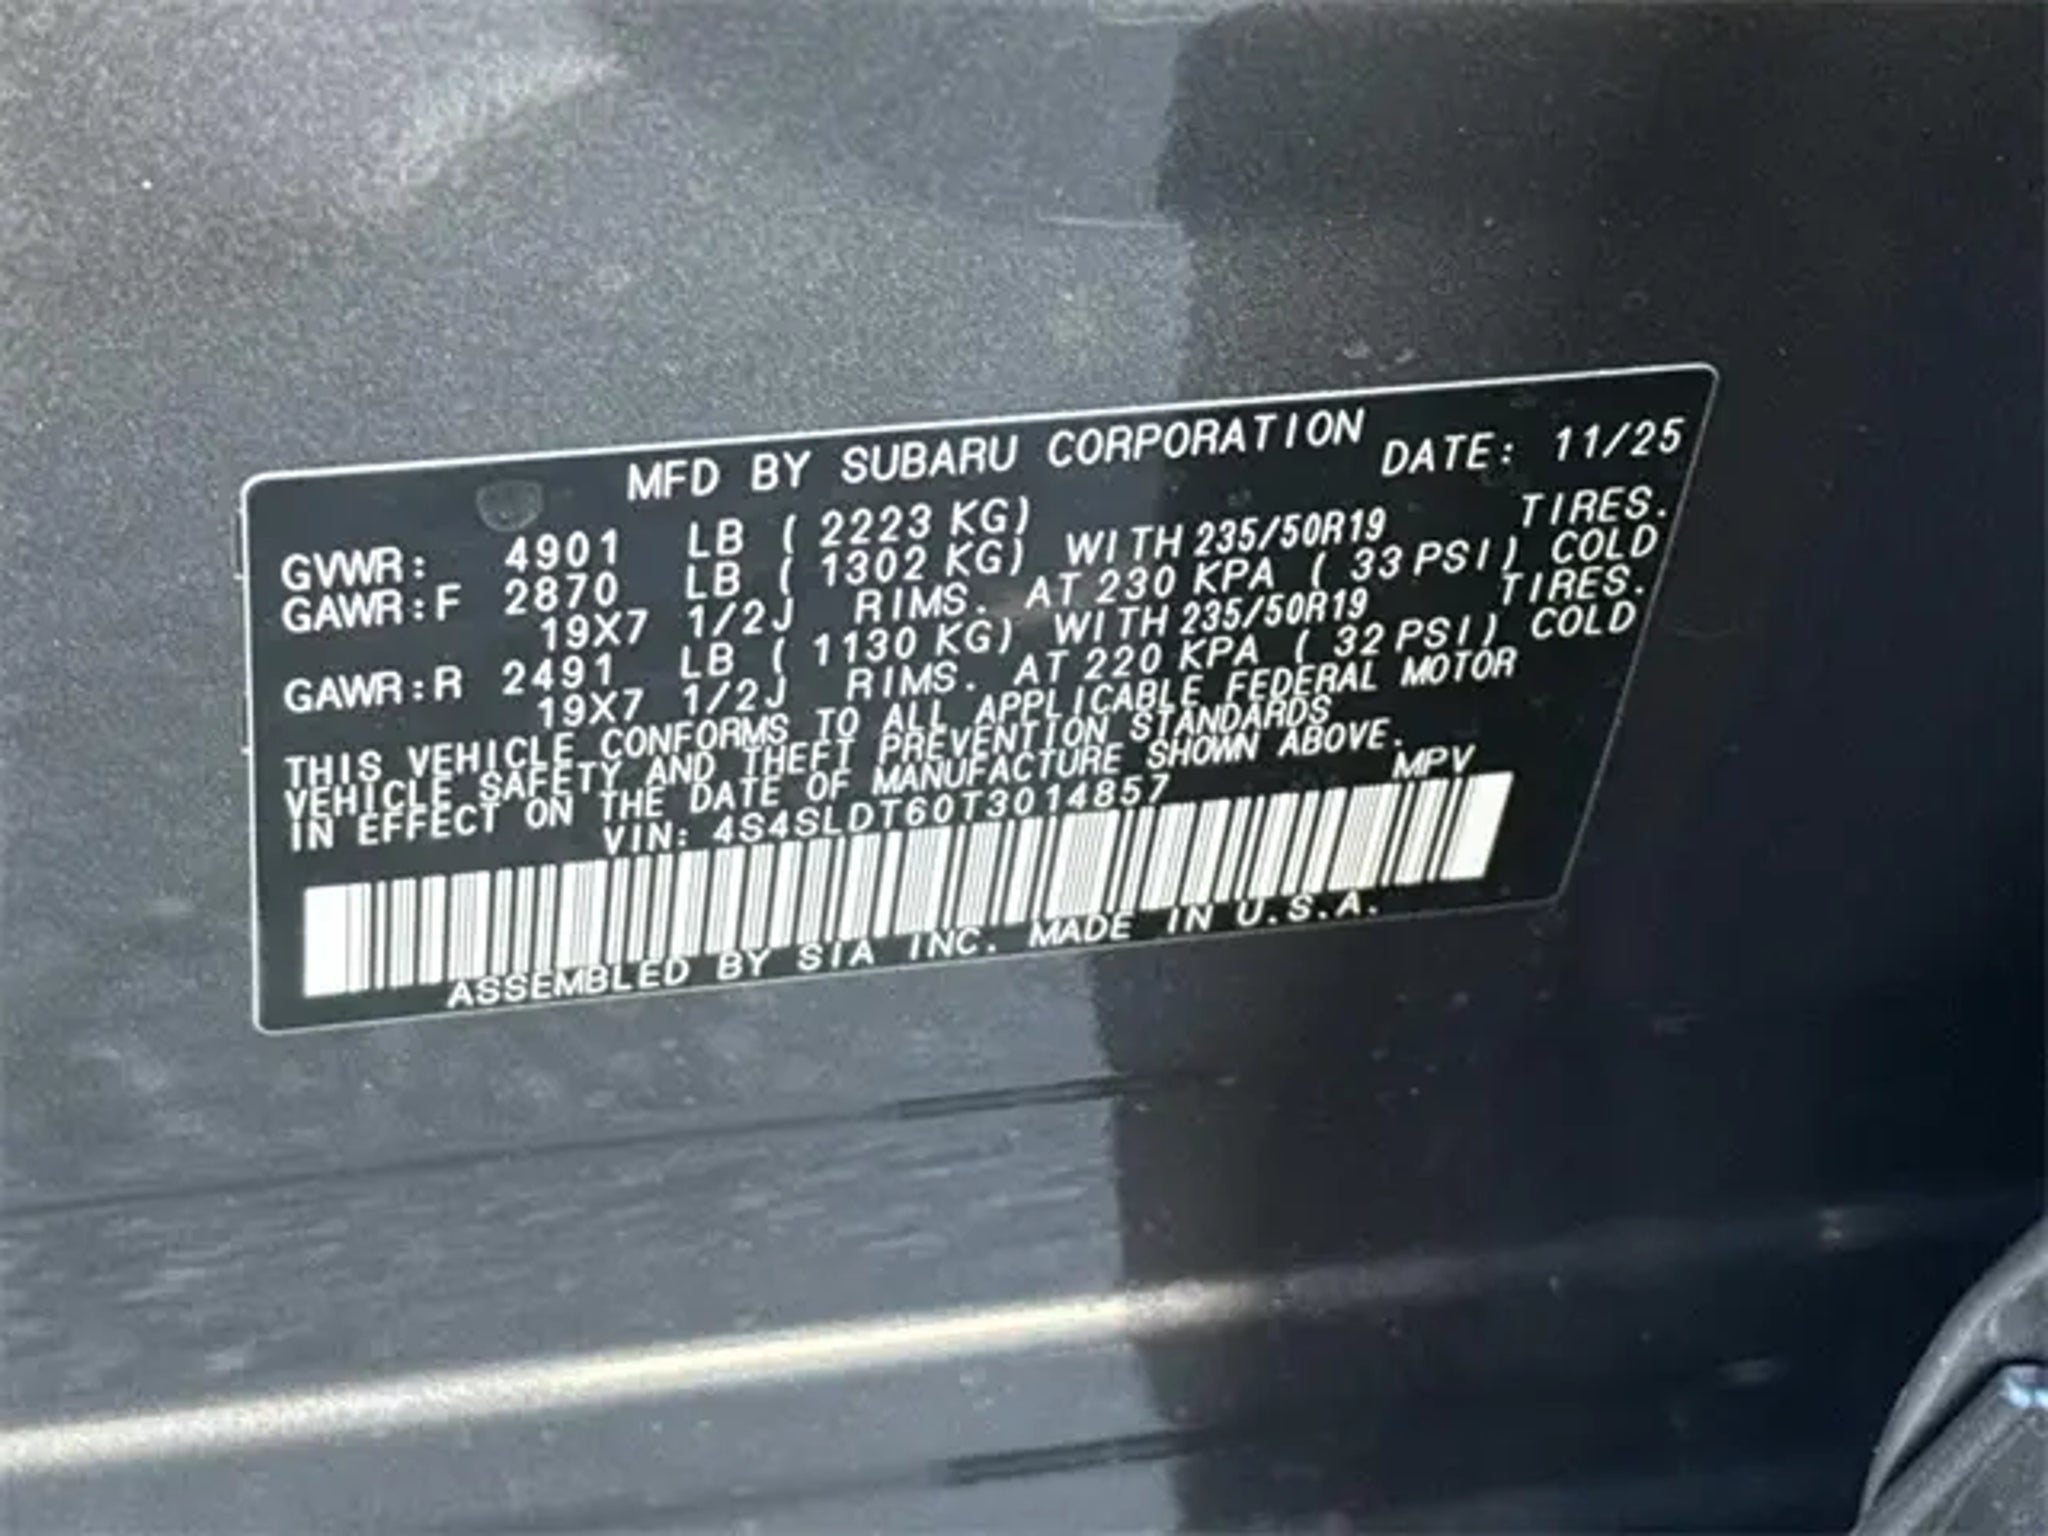 MFD BY SUBARU CORPORATION DATE: 11/25
GVWR: 4901 LB ( 2223 KG)
GAWR:F 2870 LB ( 1302 KG) WITH 235/50R19 TIRES.
19X7 1/2J RIMS. AT 230 KPA ( 33 PSI) COLD
GAWR:R 2491 LB ( 1130 KG) WITH 235/50R19 TIRES.
19X7 1/2J RIMS. AT 220 KPA ( 32 PSI) COLD
THIS VEHICLE CONFORMS TO ALL APPLICABLE FEDERAL MOTOR
VEHICLE SAFETY AND THEFT PREVENTION STANDARDS
IN EFFECT ON THE DATE OF MANUFACTURE SHOWN ABOVE.
VIN: 4S4SLDT60T3014857 MPV
ASSEMBLED BY SIA INC. MADE IN U.S.A.